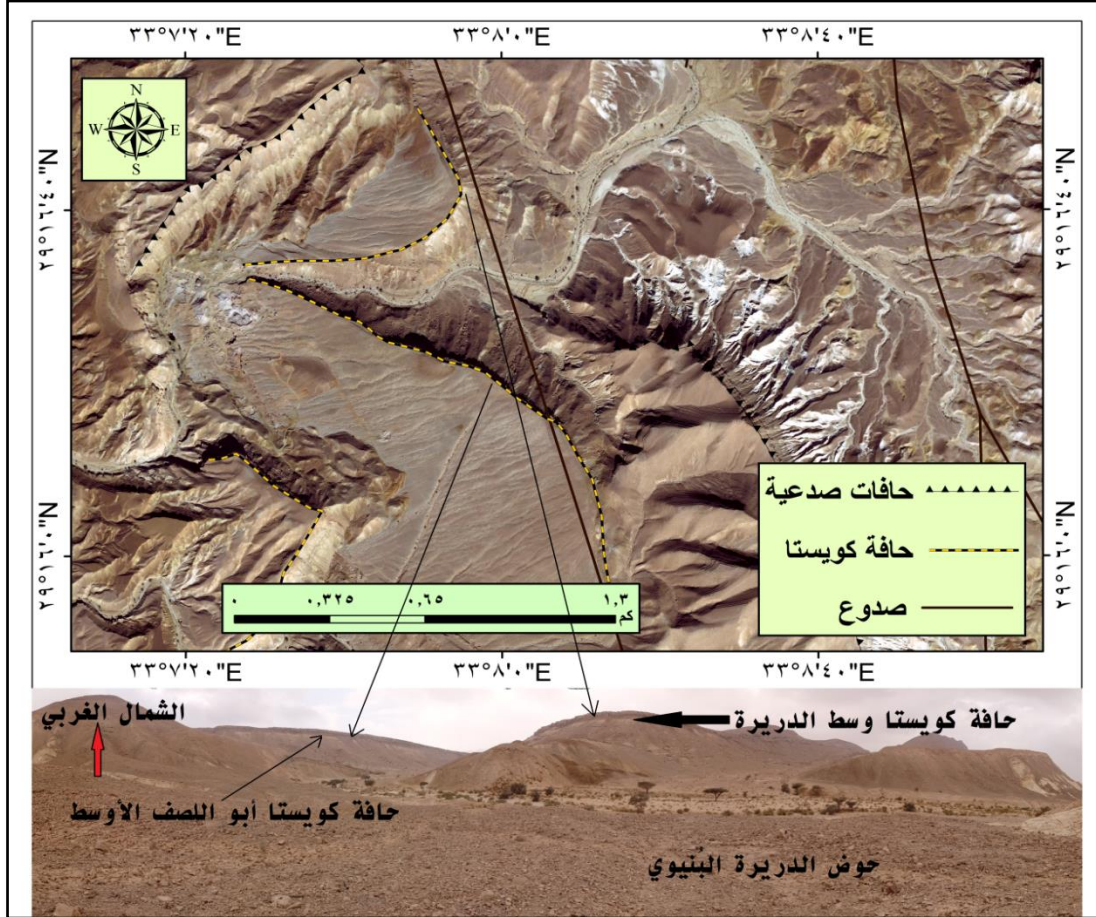 ٣٣°٧'٢٠"E
٣٣°٨'٠"E
٣٣°٨'٤٠"E
N
W
E
S
٢٩°١٦'٤٠"N
٢٩°١٦'٤٠"N
٢٩°١٦'٠"N
٢٩°١٦'٠"N
حافات صدعية
حافة كويستا
صدوع
٠
٠,٣٢٥
٠,٦٥
١,٣
كم
٣٣°٧'٢٠"E
٣٣°٨'٠"E
٣٣°٨'٤٠"E
الشمال الغربي
حافة كويستا وسط الدريرة
حافة كويستا أبو اللصف الأوسط
حوض الدريرة البنيوي